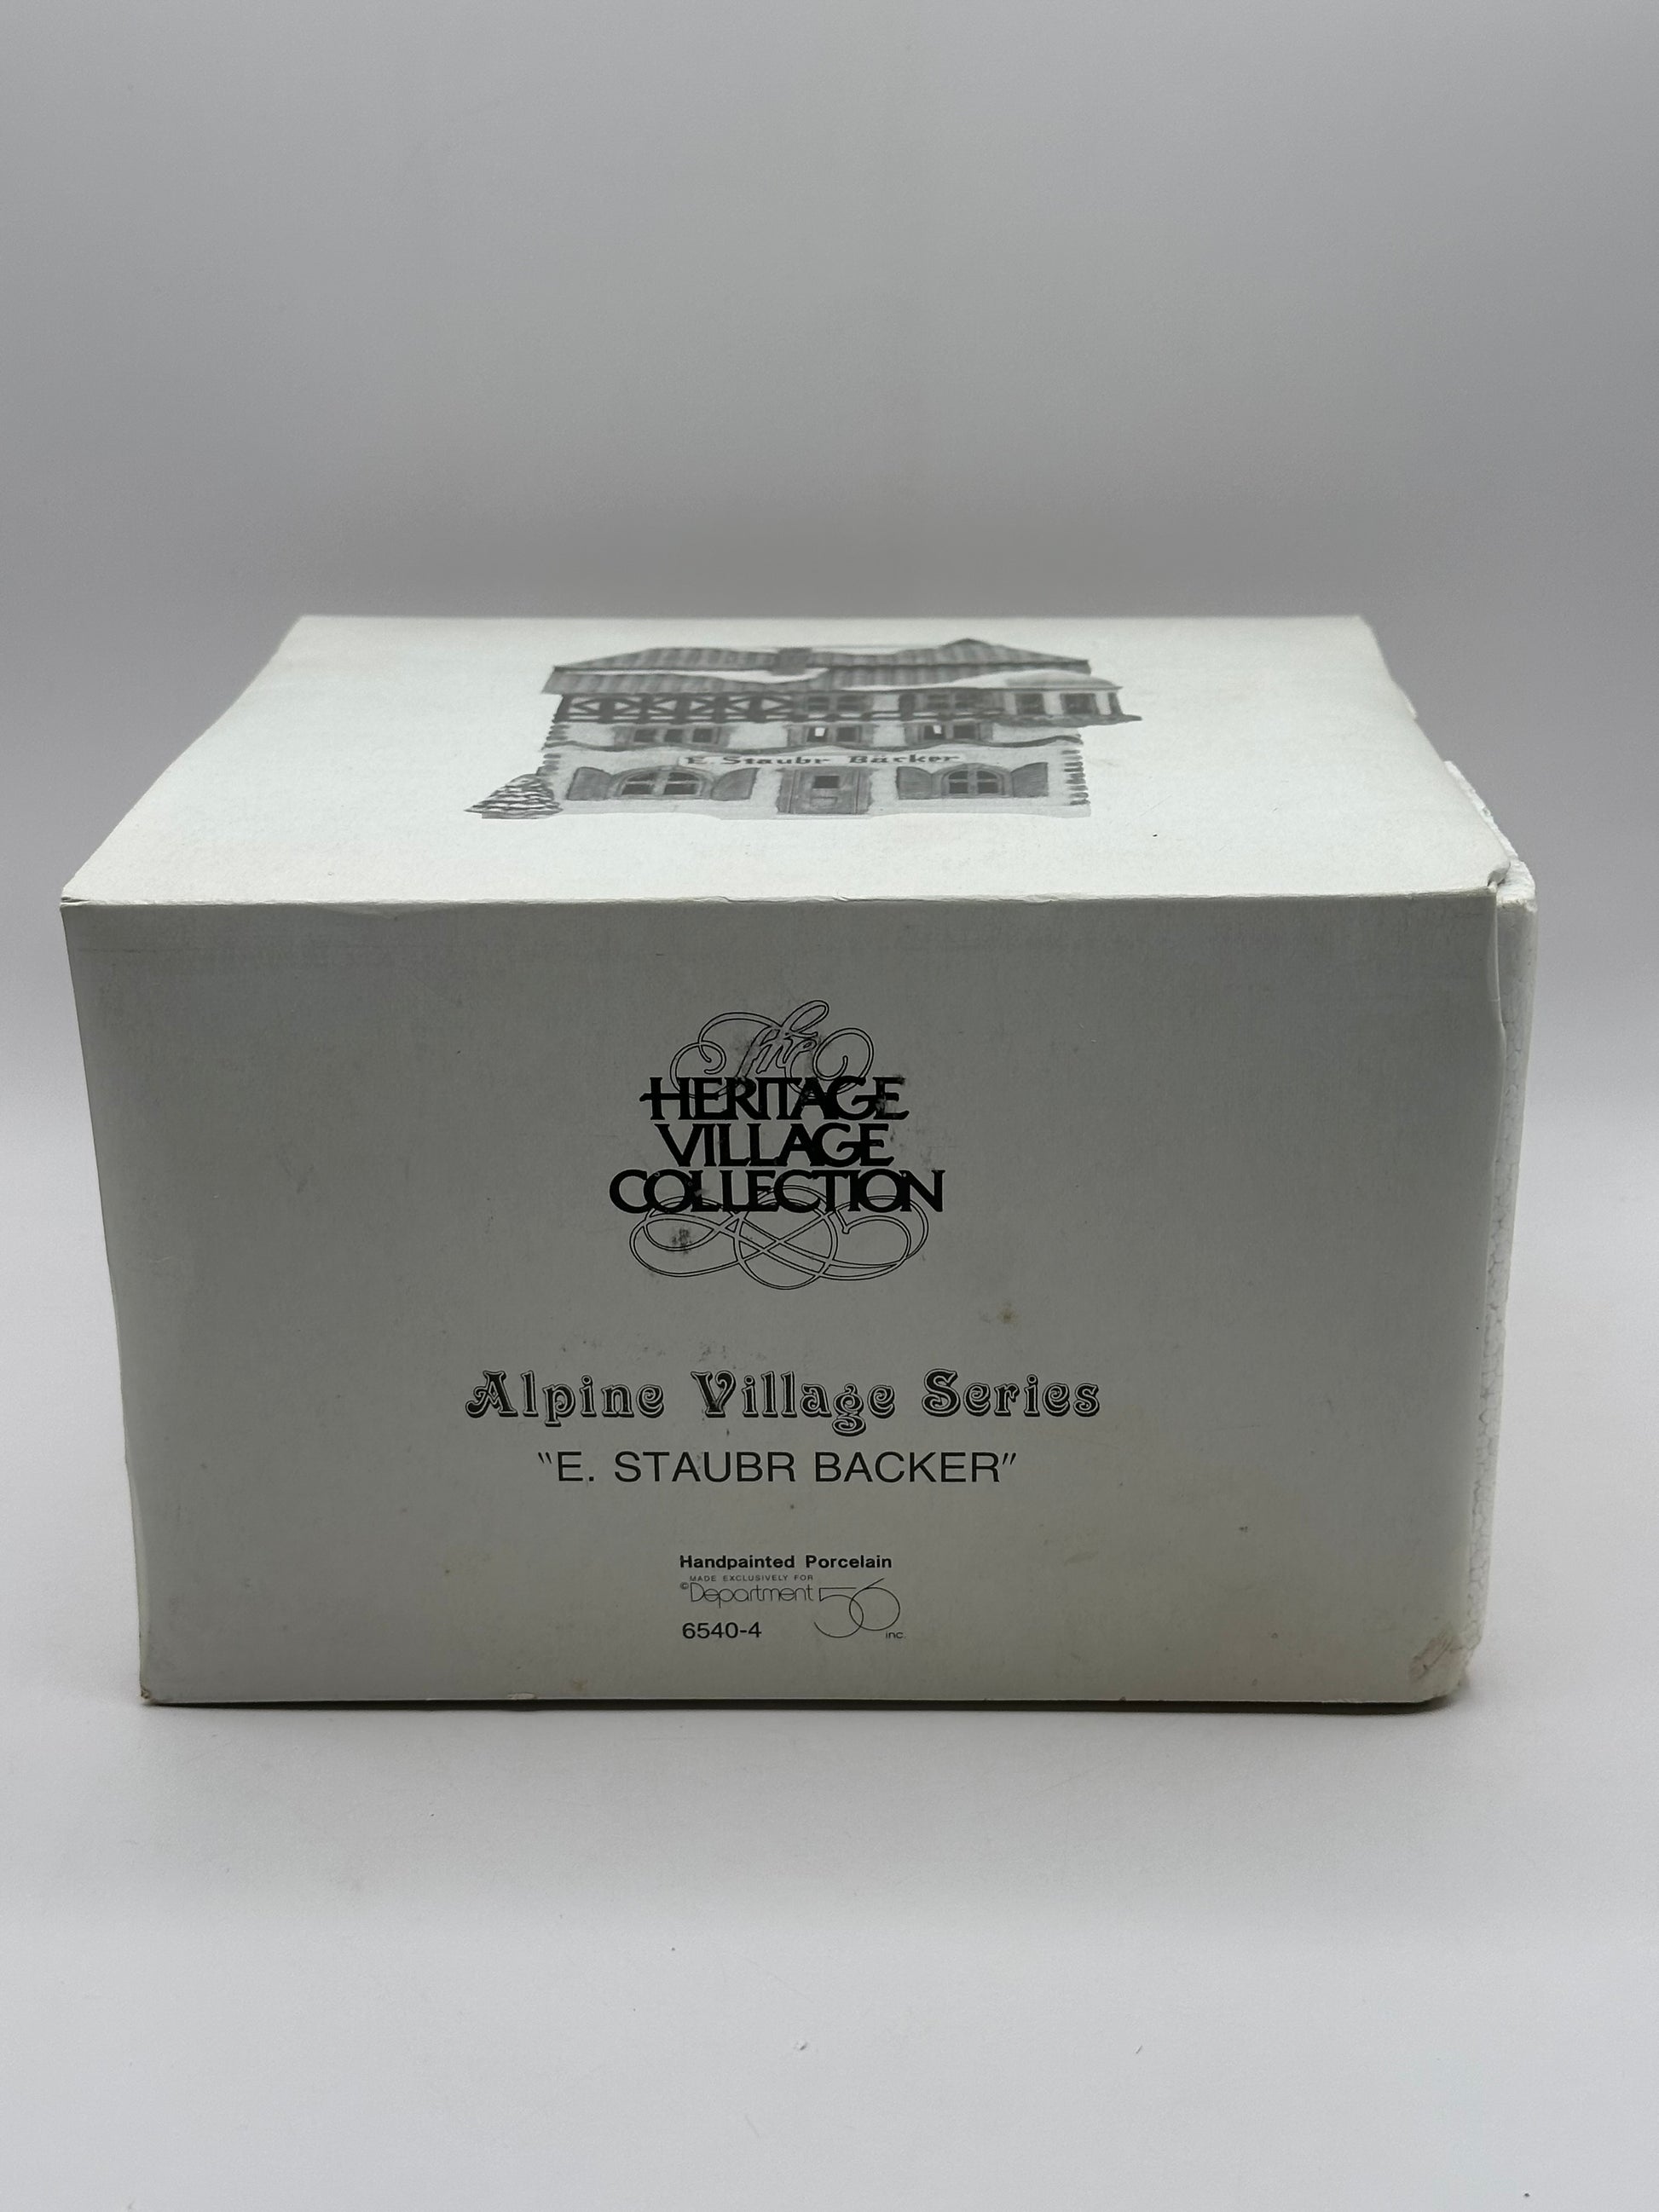 E. Staubr Bäcker
the
HERITAGE
VILLAGE
COLLECTION
Alpine Village Series
"E. STAUBR BACKER"
Handpainted Porcelain
MADE EXCLUSIVELY FOR
©Department 56
inc.
6540-4